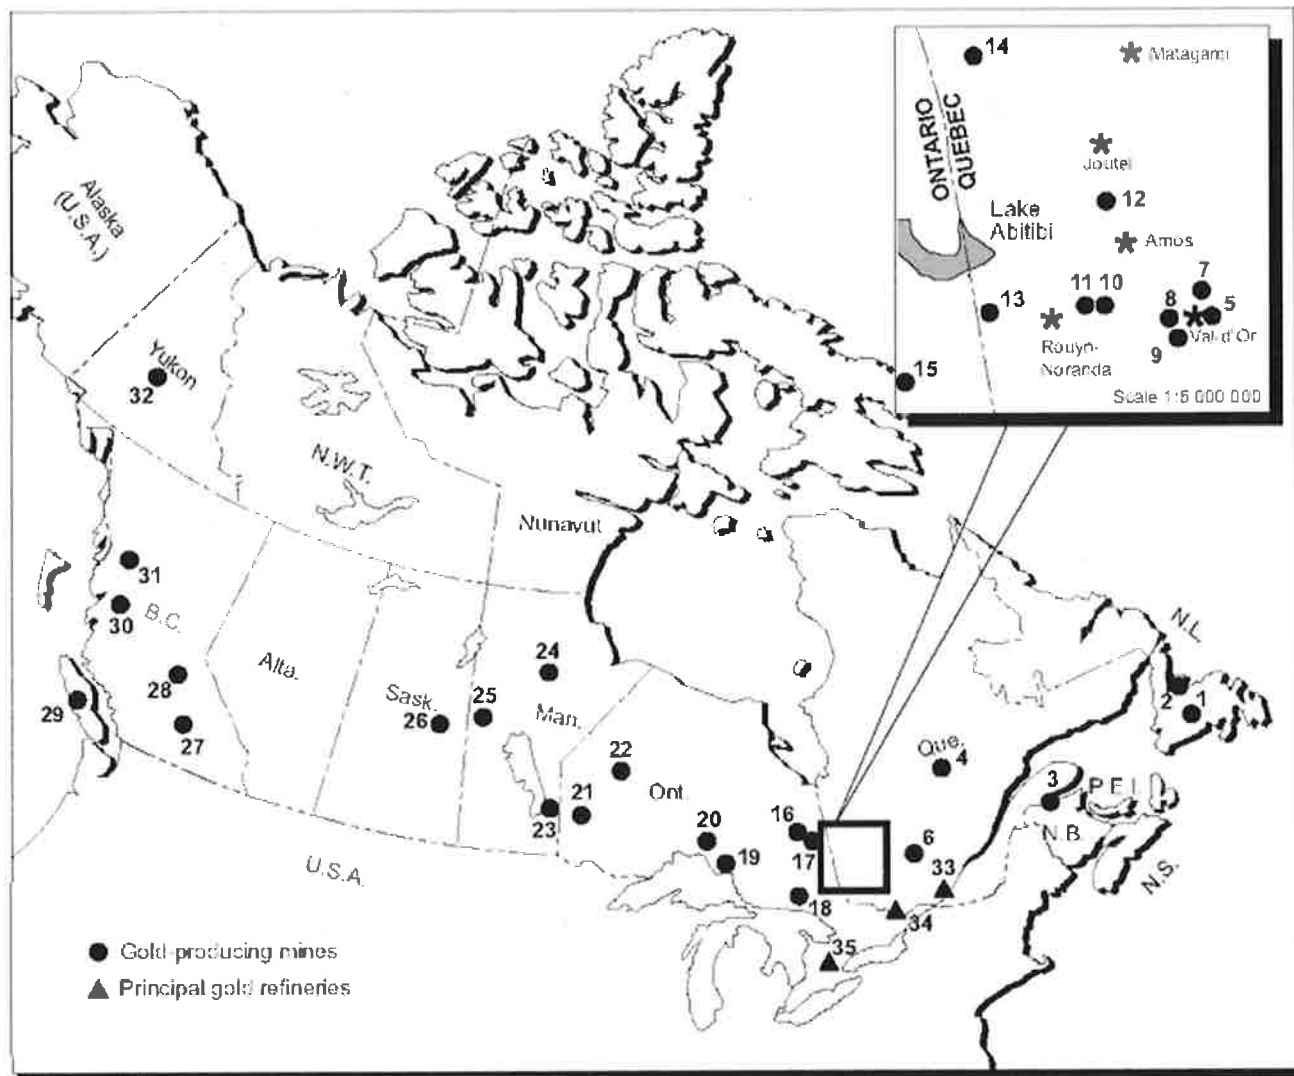 14
Matagami
ONTARIO
QUEBEC
Joutel
12
Lake
Abitibi
Amos
7
11 10
8
5
13
Val-d'Or
9
Rouyn-
Noranda
15
Scale 1:5 000 000
Alaska
(U.S.A.)
Yukon
32
N.W.T.
Nunavut
31
B.C.
30
N.L.
Alta.
24
28
Sask.
25
29
26
Man.
2
1
27
22
Que.
4
3
P.E.I.
21
Ont.
23
20
16
N.B.
19
17
6
33
U.S.A.
N.S.
18
34
35
Gold-producing mines
Principal gold refineries